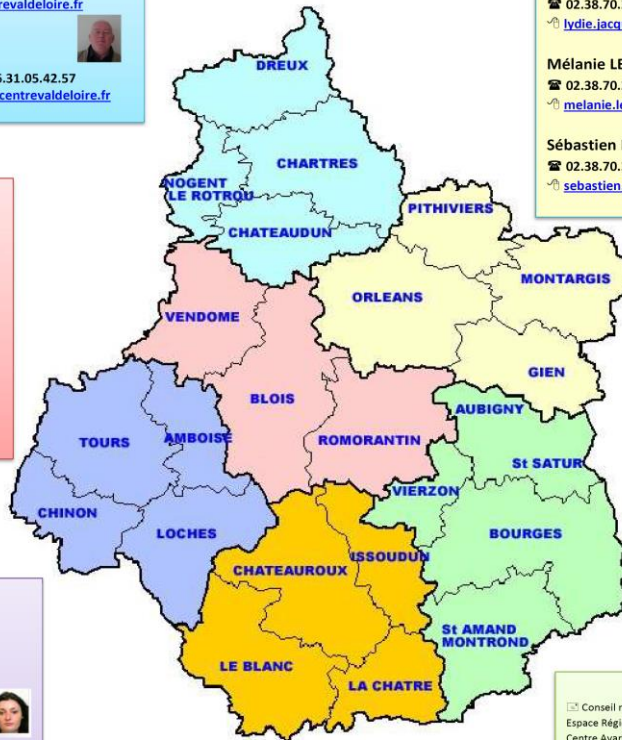 revaldeloire.fr
6.31.05.42.57
centrevaldeloire.fr
02.38.70.
lydie.jacq
Mélanie LE
02.38.70.
melanie.le
Sébastien
02.38.70.
sebastien
DREUX
CHARTRES
NOGENT
LE ROTROU
CHATEAUDUN
PITHIVIERS
MONTARGIS
ORLEANS
VENDOME
GIEN
BLOIS
AUBIGNY
TOURS
AMBOISE
ROMORANTIN
St SATUR
VIERZON
CHINON
LOCHES
BOURGES
ISSOUDUN
CHATEAUROUX
St AMAND
MONTROND
LE BLANC
LA CHATRE
Conseil r
Espace Régi
Centre Avar